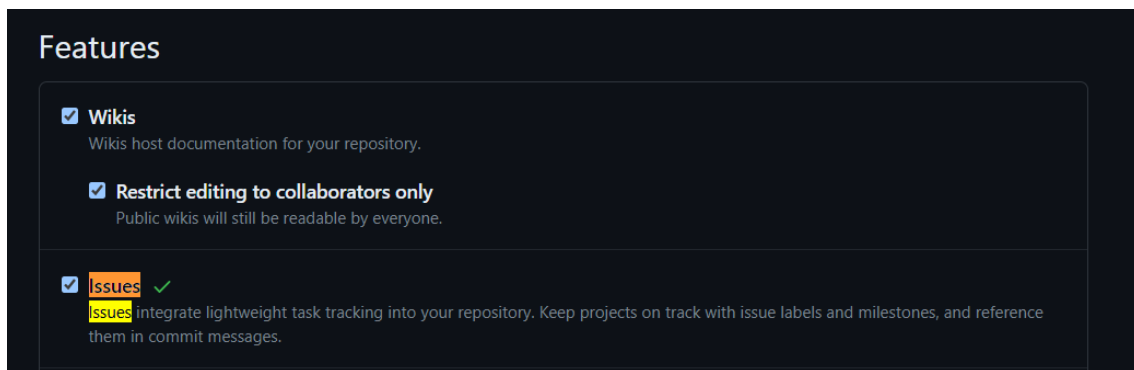 Features
Wikis
Wikis host documentation for your repository.
Restrict editing to collaborators only
Public wikis will still be readable by everyone.
Issues
Issues integrate lightweight task tracking into your repository. Keep projects on track with issue labels and milestones, and reference
them in commit messages.